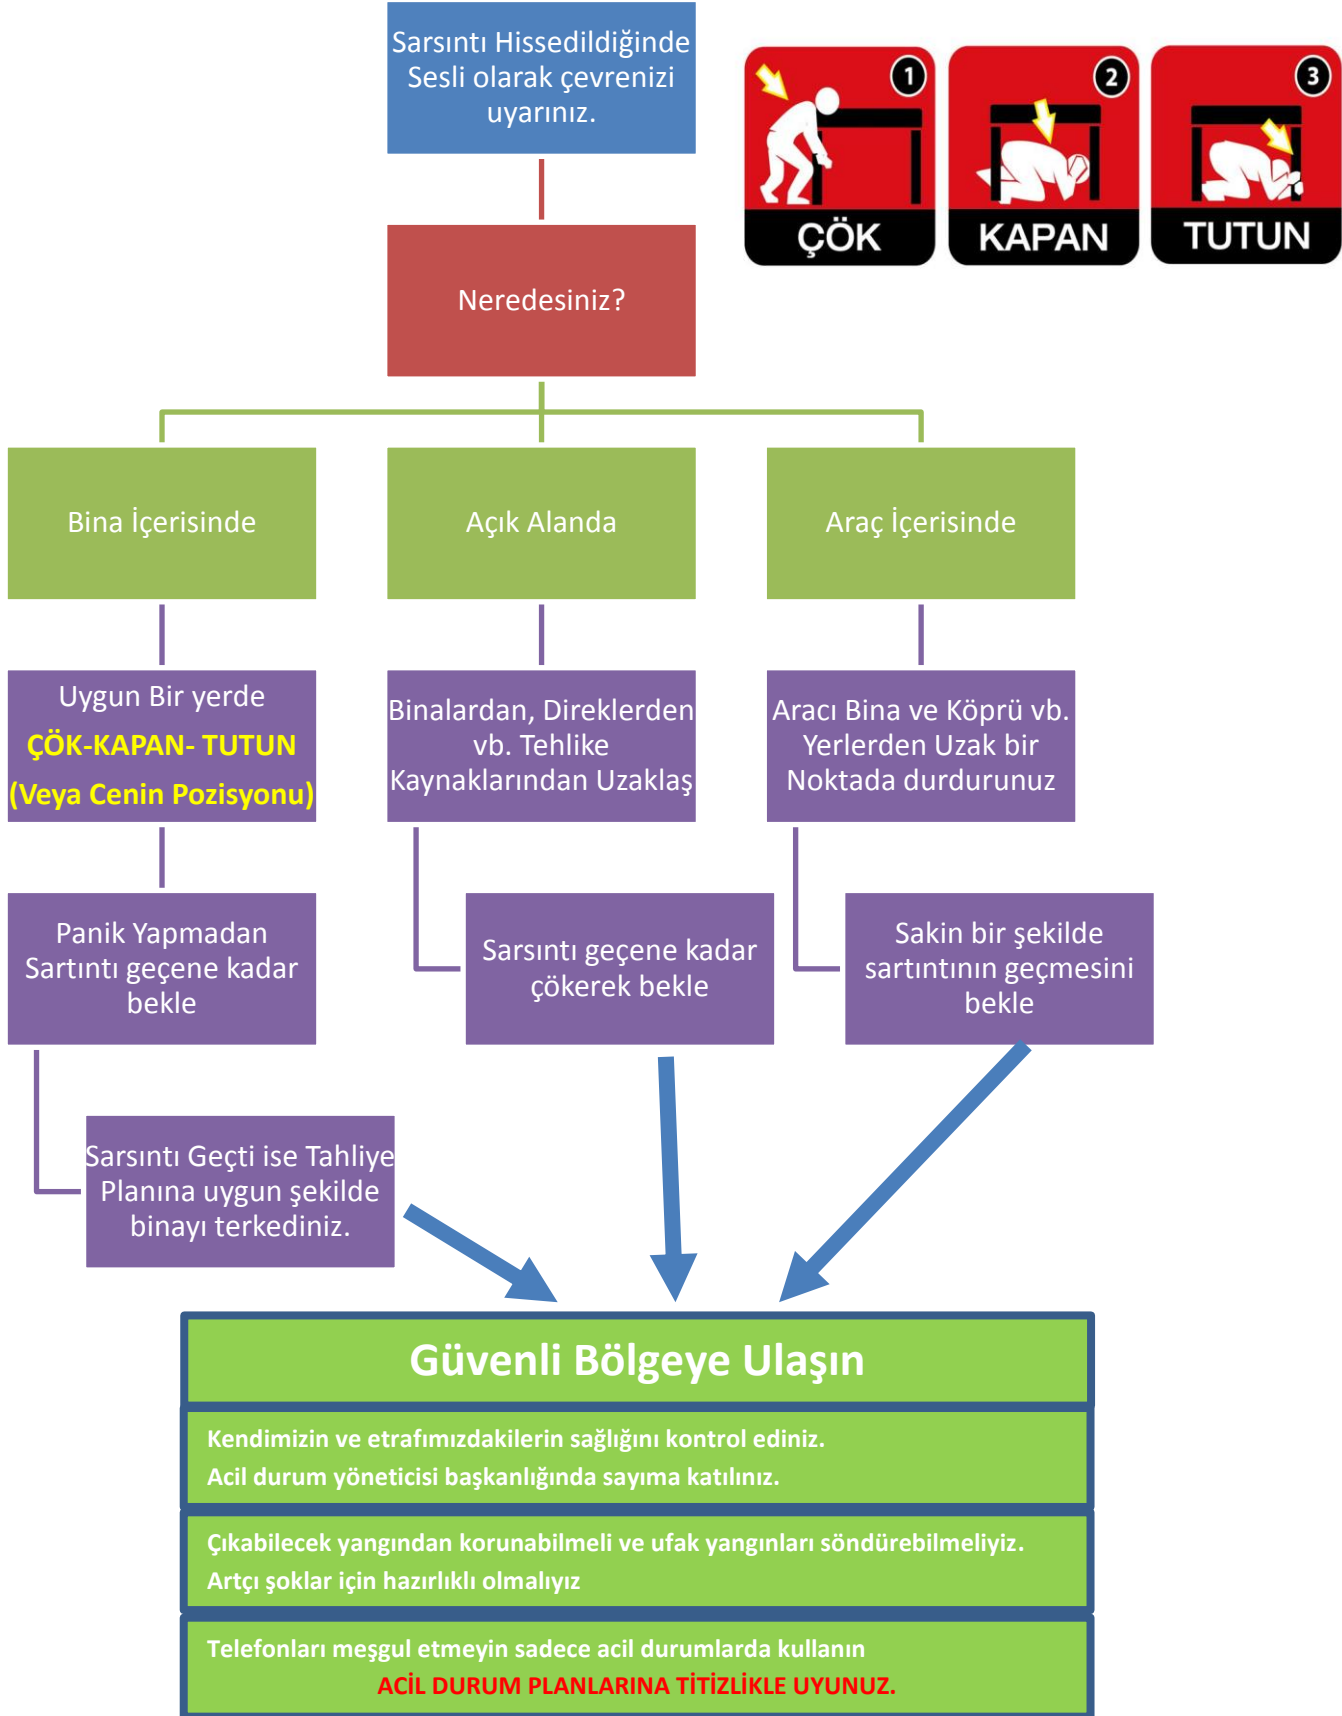 Sarsıntı Hissedildiğinde
Sesli olarak çevrenizi
uyarınız.
1
ÇÖK
2
KAPAN
3
TUTUN
Neredesiniz?
Bina İçerisinde
Açık Alanda
Araç İçerisinde
Uygun Bir yerde
ÇÖK-KAPAN- TUTUN
(Veya Cenin Pozisyonu)
Binalardan, Direklerden
vb. Tehlike
Kaynaklarından Uzaklaş
Aracı Bina ve Köprü vb.
Yerlerden Uzak bir
Noktada durdurunuz
Panik Yapmadan
Sartıntı geçene kadar
bekle
Sarsıntı geçene kadar
çökerek bekle
Sakin bir şekilde
sartıntının geçmesini
bekle
Sarsıntı Geçti ise Tahliye
Planına uygun şekilde
binayı terkediniz.
Güvenli Bölgeye Ulaşın
Kendimizin ve etrafımızdakilerin sağlığını kontrol ediniz.
Acil durum yöneticisi başkanlığında sayıma katılınız.
Çıkabilecek yangından korunabilmeli ve ufak yangınları söndürebilmeliyiz.
Artçı şoklar için hazırlıklı olmalıyız
Telefonları meşgul etmeyin sadece acil durumlarda kullanın
ACİL DURUM PLANLARINA TİTİZLİKLE UYUNUZ.